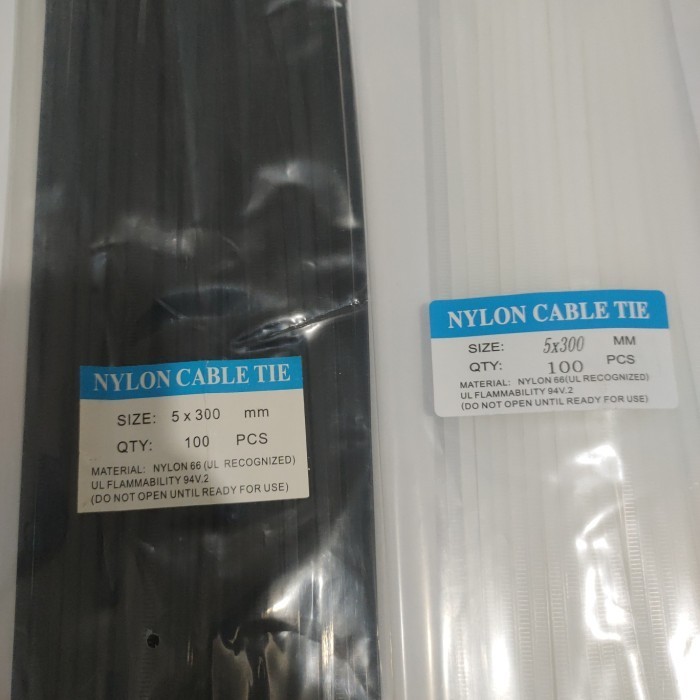 NYLON CABLE TIE
SIZE: 5 x 300 mm
QTY: 100 PCS
MATERIAL: NYLON 66 (UL RECOGNIZED)
UL FLAMMABILITY 94V.2
(DO NOT OPEN UNTIL READY FOR USE)
NYLON CABLE TIE
SIZE: 5x300 MM
QTY: 100 PCS
MATERIAL: NYLON 66(UL RECOGNIZED)
UL FLAMMABILITY 94V.2
(DO NOT OPEN UNTIL READY FOR USE)